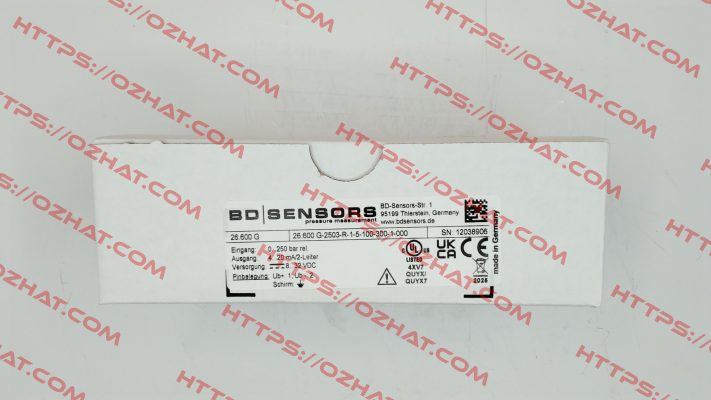 BD|SENSORS
pressure measurement
BD-Sensors-Str. 1
95199 Thierstein, Germany
www.bdsensors.de
26.600 G
26.600 G-2503-R-1-5-100-300-1-000
SN: 12038906
Eingang: 0...250 bar rel.
Ausgang: 4...20 mA/2-Leiter
Versorgung: 8...32 VDC
Pinbelegung: Ub+ 1; Ub- 2
Schirm:
c UL us
LISTED
4XV7
QUYX/
QUYX7
UK
CA
CE
2025
made in Germany
HTTPS://OZHAT.COM